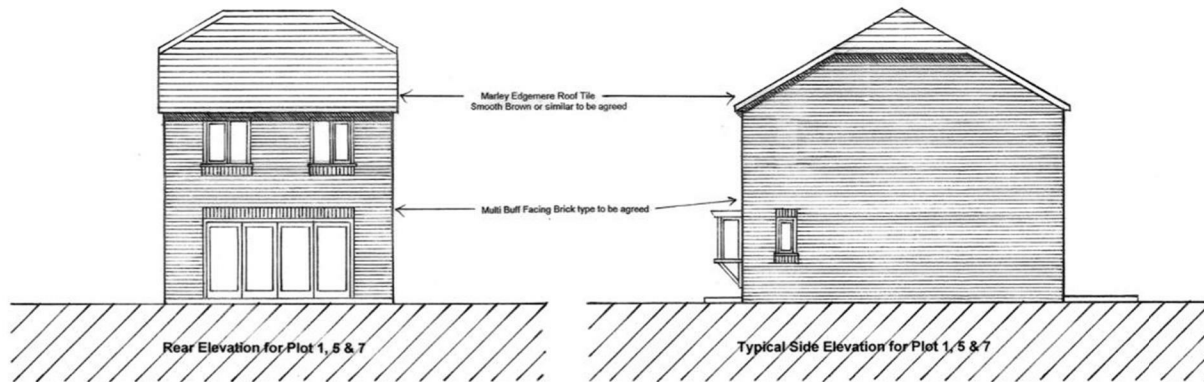 Marley Edgemere Roof Tile
Smooth Brown or similar to be agreed
Multi Buff Facing Brick type to be agreed
Rear Elevation for Plot 1, 5 & 7
Typical Side Elevation for Plot 1, 5 & 7